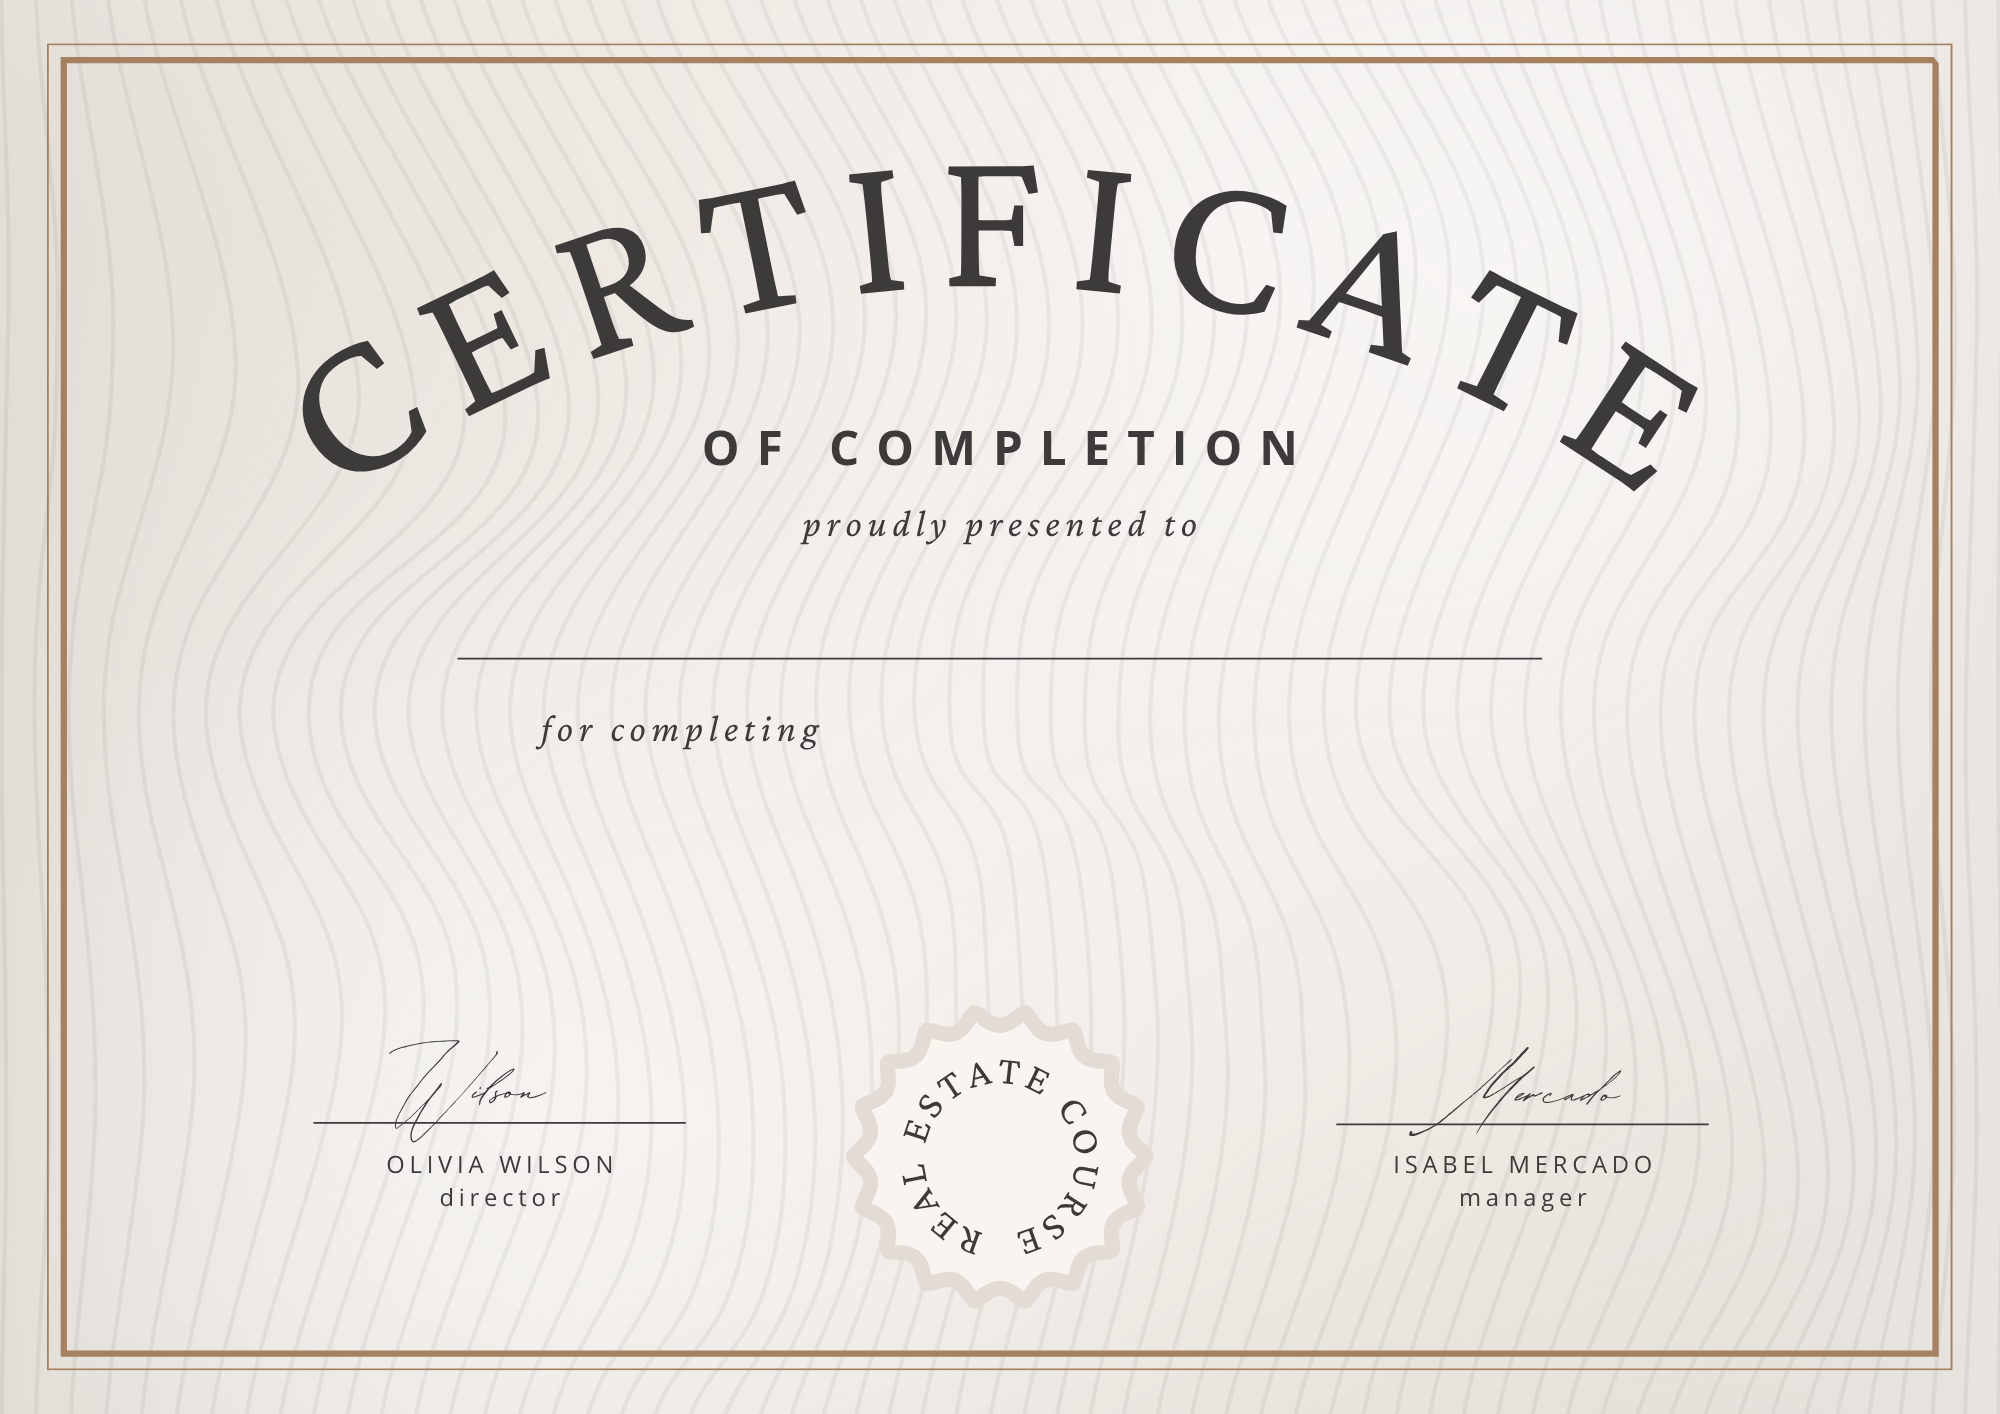 CERTIFICATE
OF COMPLETION
proudly presented to
for completing
Wilson
OLIVIA WILSON
director
REAL ESTATE COURSE
Mercado
ISABEL MERCADO
manager